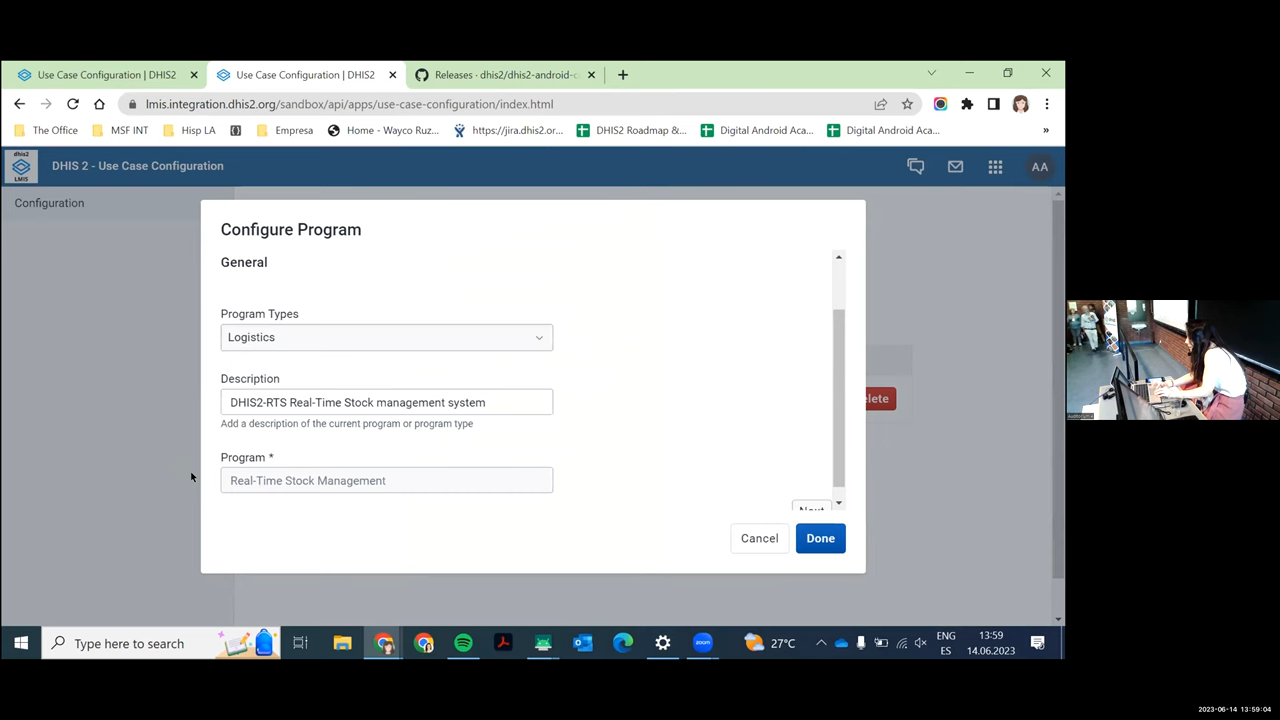 Use Case Configuration | DHIS2
Use Case Configuration | DHIS2
Releases · dhis2/dhis2-android-c
lmis.integration.dhis2.org/sandbox/api/apps/use-case-configuration/index.html
The Office
MSF INT
Hisp LA
Empresa
Home - Wayco Ruz...
https://jira.dhis2.o...
DHIS2 Roadmap &...
Digital Android Aca...
Digital Android Aca...
»
dhis2
LMIS
DHIS 2 - Use Case Configuration
AA
Configuration
Configure Program
General
Program Types
Logistics
Description
DHIS2-RTS Real-Time Stock management system
Add a description of the current program or program type
elete
Program *
Real-Time Stock Management
Next
Cancel
Done
Type here to search
zoom
27°C
ENG
ES
13:59
14.06.2023
2023-06-14 13:59:04